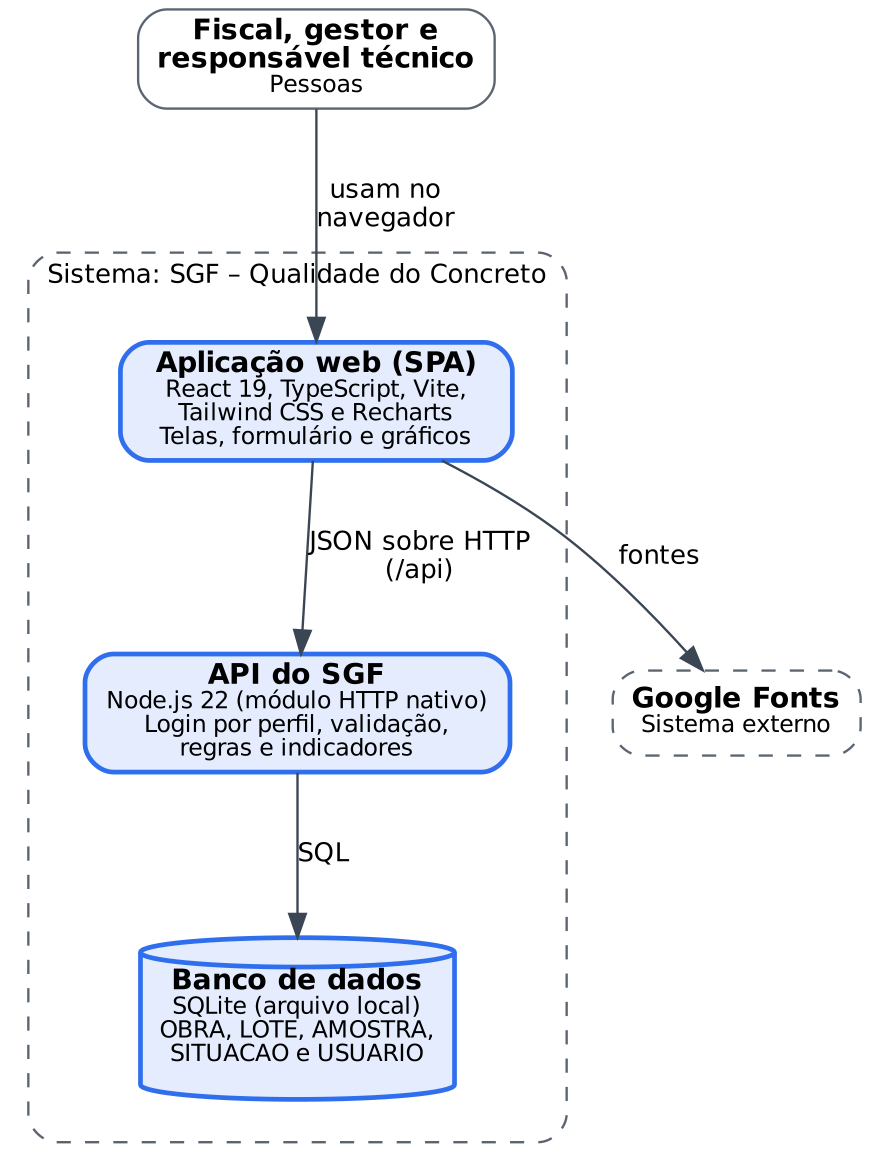 Fiscal, gestor e
responsável técnico
Pessoas
usam no
navegador
Sistema: SGF – Qualidade do Concreto
Aplicação web (SPA)
React 19, TypeScript, Vite,
Tailwind CSS e Recharts
Telas, formulário e gráficos
JSON sobre HTTP
(/api)
fontes
API do SGF
Node.js 22 (módulo HTTP nativo)
Login por perfil, validação,
regras e indicadores
Google Fonts
Sistema externo
SQL
Banco de dados
SQLite (arquivo local)
OBRA, LOTE, AMOSTRA,
SITUACAO e USUARIO